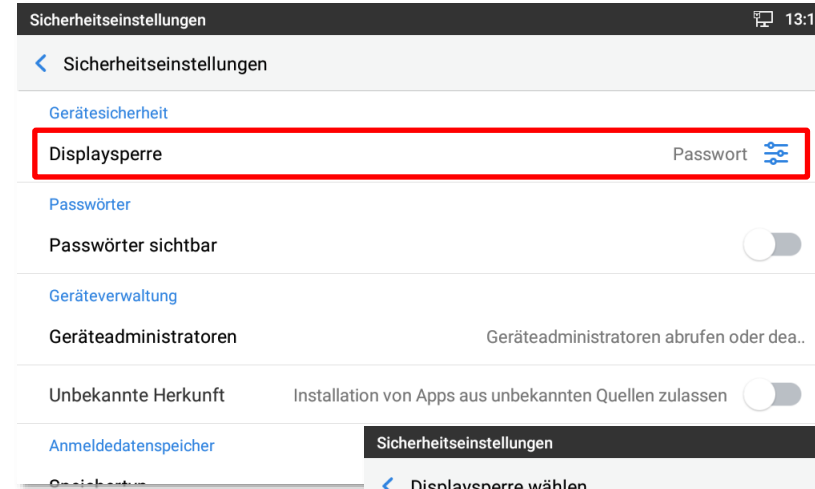 Sicherheitseinstellungen 13:1
Sicherheitseinstellungen
Gerätesicherheit
Displaysperre Passwort
Passwörter
Passwörter sichtbar
Geräteverwaltung
Geräteadministratoren Geräteadministratoren abrufen oder dea..
Unbekannte Herkunft Installation von Apps aus unbekannten Quellen zulassen
Anmeldedatenspeicher
Speichertyp
Sicherheitseinstellungen
Displaysperre wählen